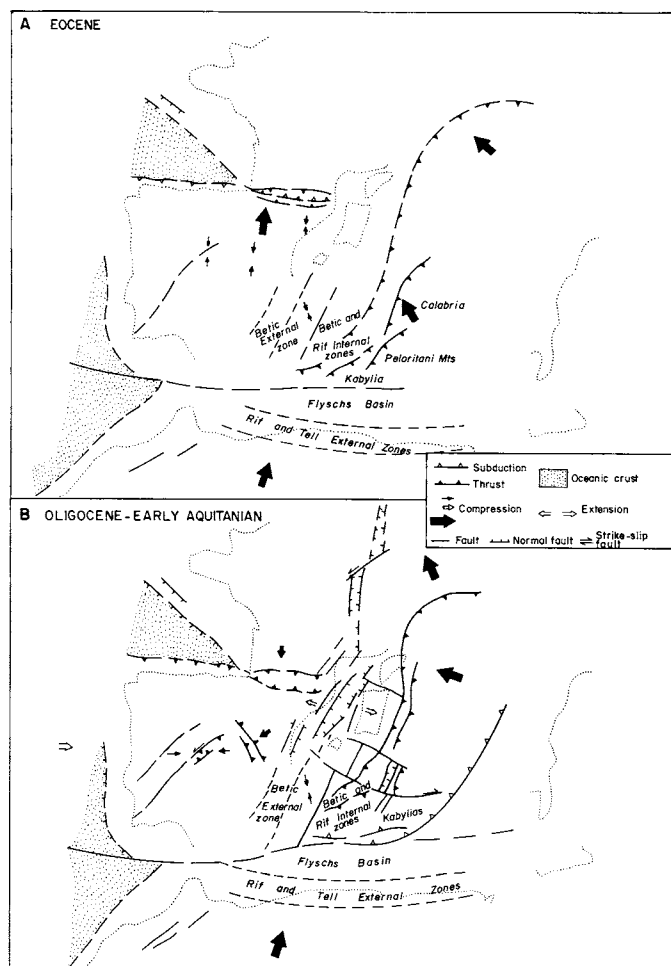 A EOCENE
Calabria
Betic
External
zone
Betic and
Rif Internal
zones
Peloritani Mts
Kabylia
Flyschs Basin
Rif and Tell External Zones
Subduction
Thrust
Oceanic crust
Compression
Extension
Fault
Normal fault
Strike-slip
fault
B OLIGOCENE-EARLY AQUITANIAN
Betic
External
zone
Betic and
Rif Internal
zones
Kabylias
Flyschs Basin
Rif and Tell External Zones